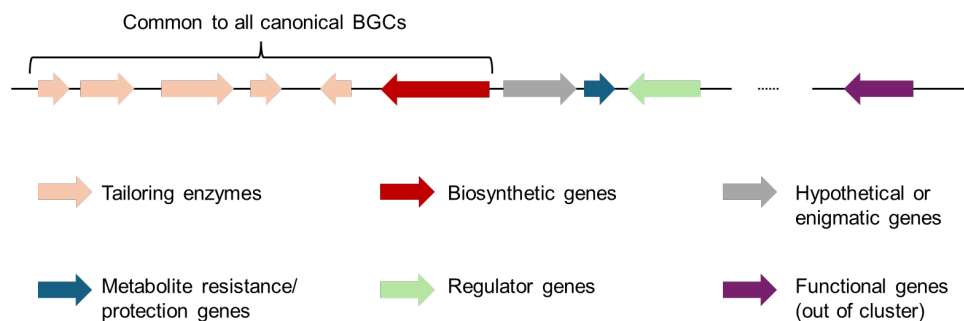 Common to all canonical BGCs
......
Tailoring enzymes
Biosynthetic genes
Hypothetical or
enigmatic genes
Metabolite resistance/
protection genes
Regulator genes
Functional genes
(out of cluster)